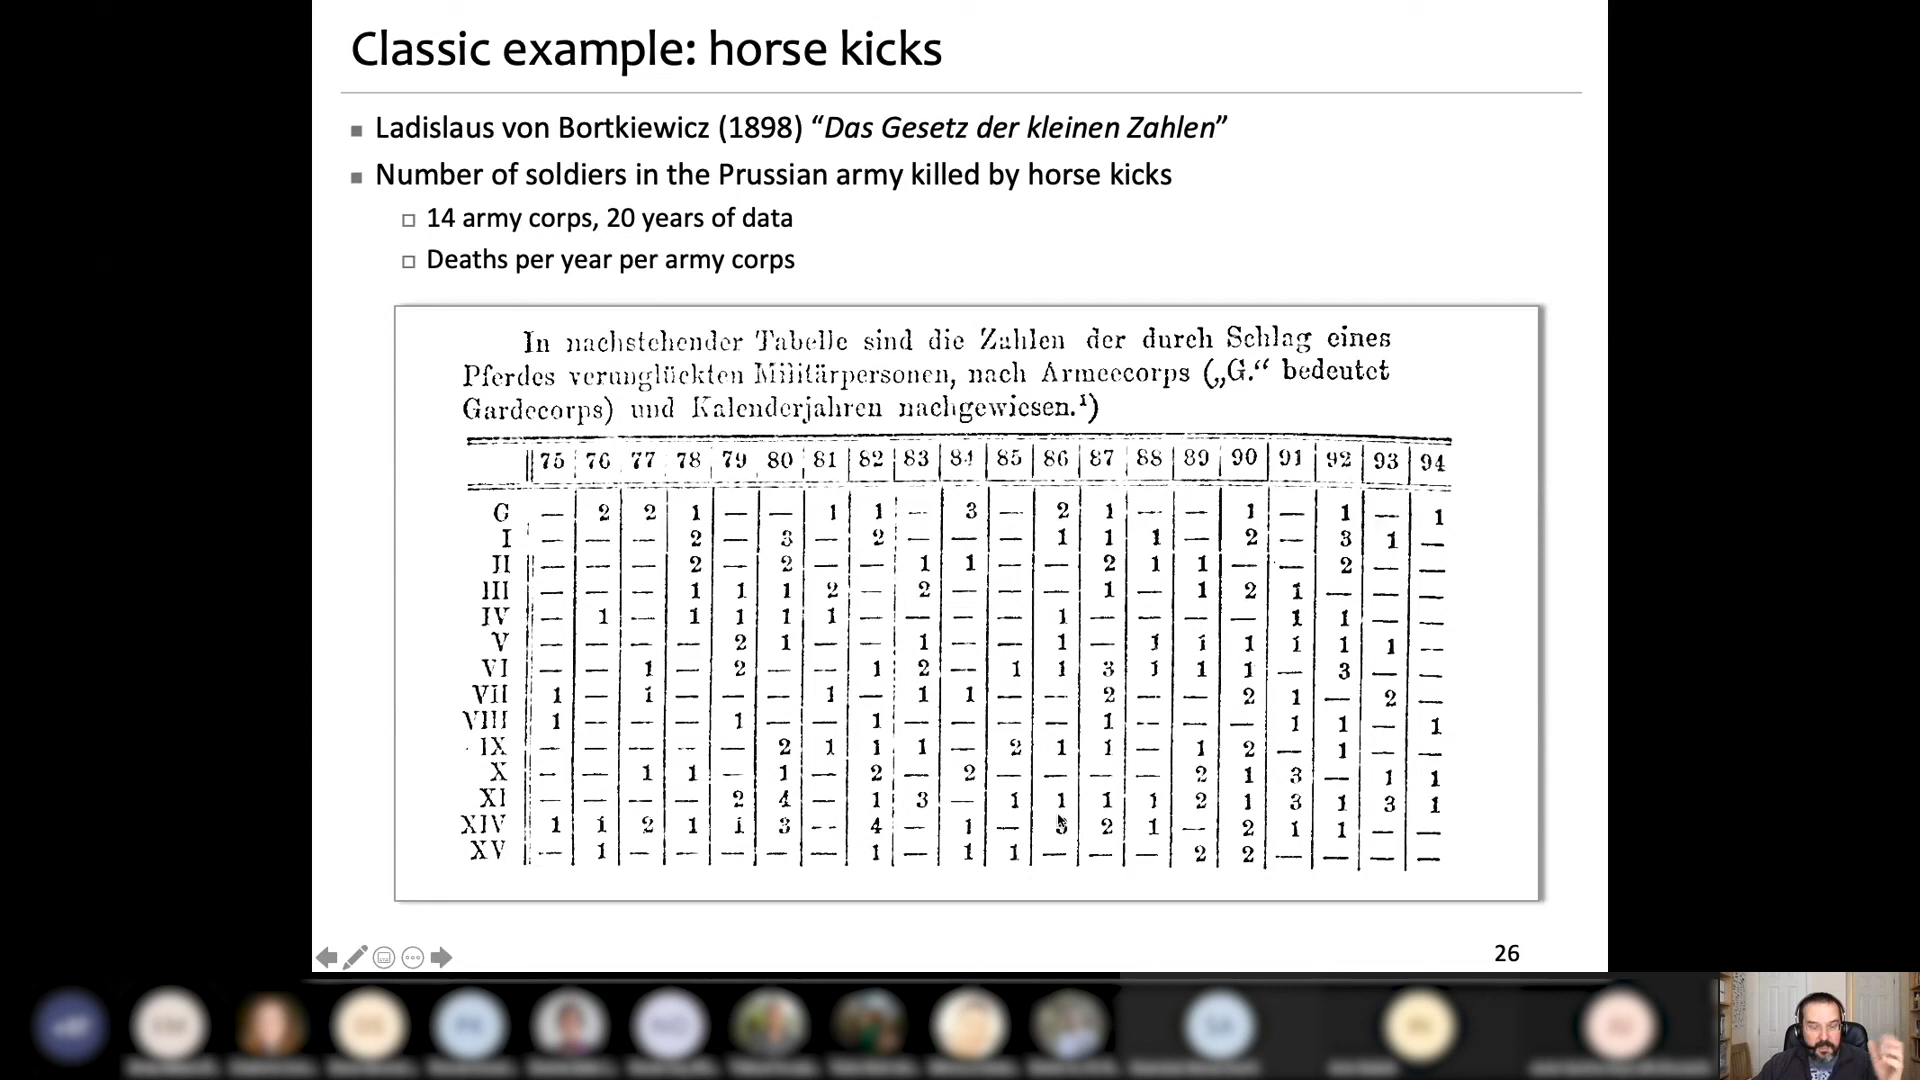 Classic example: horse kicks
Ladislaus von Bortkiewicz (1898) “Das Gesetz der kleinen Zahlen”
Number of soldiers in the Prussian army killed by horse kicks
14 army corps, 20 years of data
Deaths per year per army corps
In nachstehender Tabelle sind die Zahlen der durch Schlag eines
Pferdes verunglückten Militärpersonen, nach Armeecorps („G.“ bedeutet
Gardecorps) und Kalenderjahren nachgewiesen.¹)
75 76 77 78 79 80 81 82 83 84 85 86 87 88 89 90 91 92 93 94
G — 2 2 1 — — 1 1 — 3 — 2 1 — — 1 — 1 — 1
I — — — 2 — 3 — 2 — — — 1 1 1 — 2 — 3 1 —
II — — — 2 — 2 — — 1 1 — — 2 1 1 — — 2 — —
III — — — 1 1 1 2 — 2 — — — 1 — 1 2 1 — — —
IV — 1 — 1 1 1 1 — — — — 1 — — — — 1 1 — —
V — — — — 2 1 — — 1 — — 1 — 1 1 1 1 1 1 —
VI — — 1 — 2 — — 1 2 — 1 1 3 1 1 1 — 3 — —
VII 1 — 1 — — — 1 — 1 1 — — 2 — — 2 1 — 2 —
VIII 1 — — — 1 — — 1 — — — — 1 — — — 1 1 — 1
IX — — — — — 2 1 1 1 — 2 1 1 — 1 2 — 1 — —
X — — 1 1 — 1 — 2 — 2 — — — — 2 1 3 — 1 1
XI — — — — 2 4 — 1 3 — 1 1 1 1 2 1 3 1 3 1
XIV 1 1 2 1 1 3 — 4 — 1 — 3 2 1 — 2 1 1 — —
XV — 1 — — — — — 1 — 1 1 — — — 2 2 — — — —
26